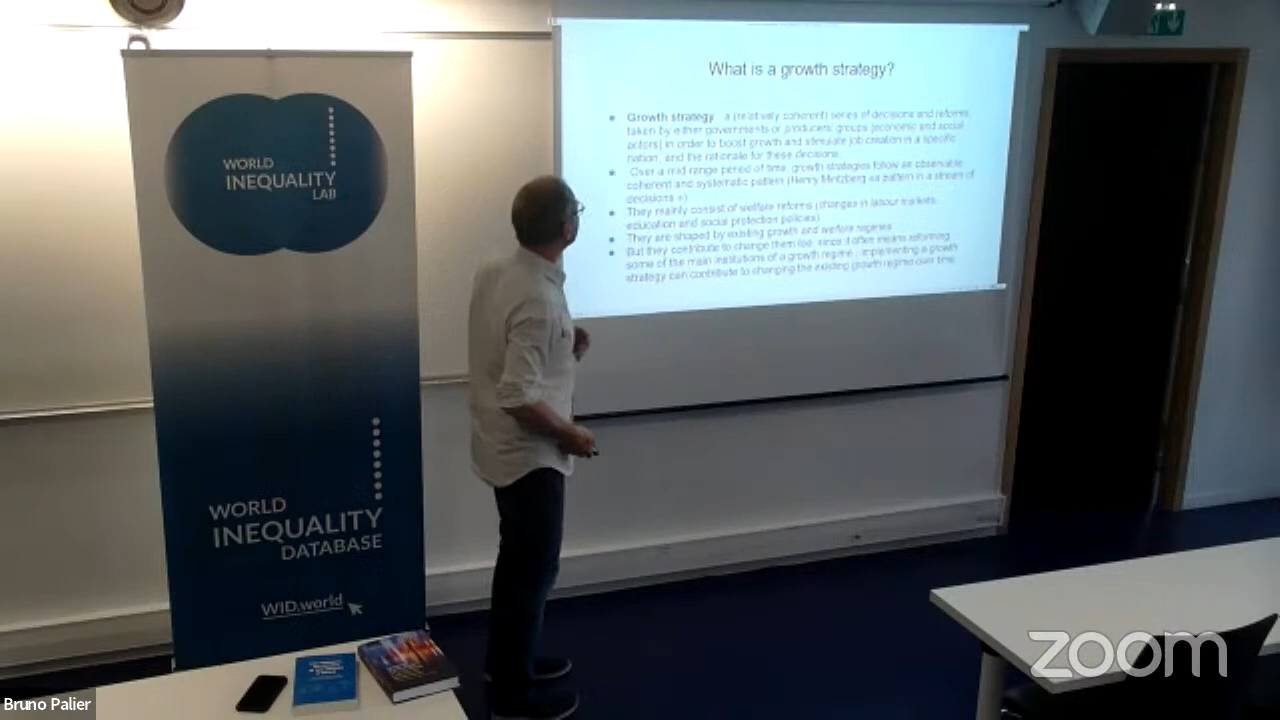 WORLD
INEQUALITY
LAB
WORLD
INEQUALITY
DATABASE
WID.world
What is a growth strategy?
Growth strategy a (relatively coherent) series of decisions and reforms,
taken by either governments or producers' groups (economic and social
actors) in order to boost growth and stimulate job creation in a specific
nation, and the rationale for these decisions.
Over a mid range period of time, growth strategies follow an observable,
coherent and systematic pattern (Henry Mintzberg «a pattern in a stream of
decisions »)
They mainly consist of welfare reforms (changes in labour markets,
education and social protection policies)
They are shaped by existing growth and welfare regimes
But they contribute to change them too, since it often means reforming
some of the main institutions of a growth regime : implementing a growth
strategy can contribute to changing the existing growth regime over time
zoom
Bruno Palier